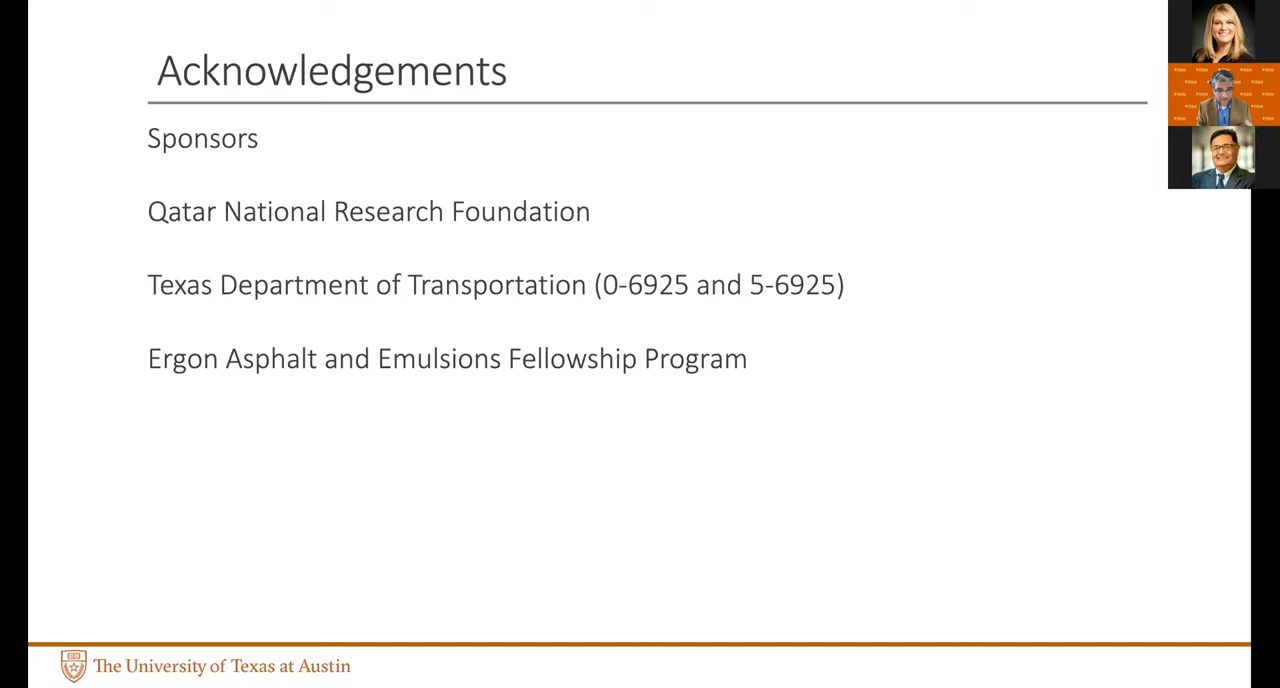 Acknowledgements
Sponsors
Qatar National Research Foundation
Texas Department of Transportation (0-6925 and 5-6925)
Ergon Asphalt and Emulsions Fellowship Program
The University of Texas at Austin